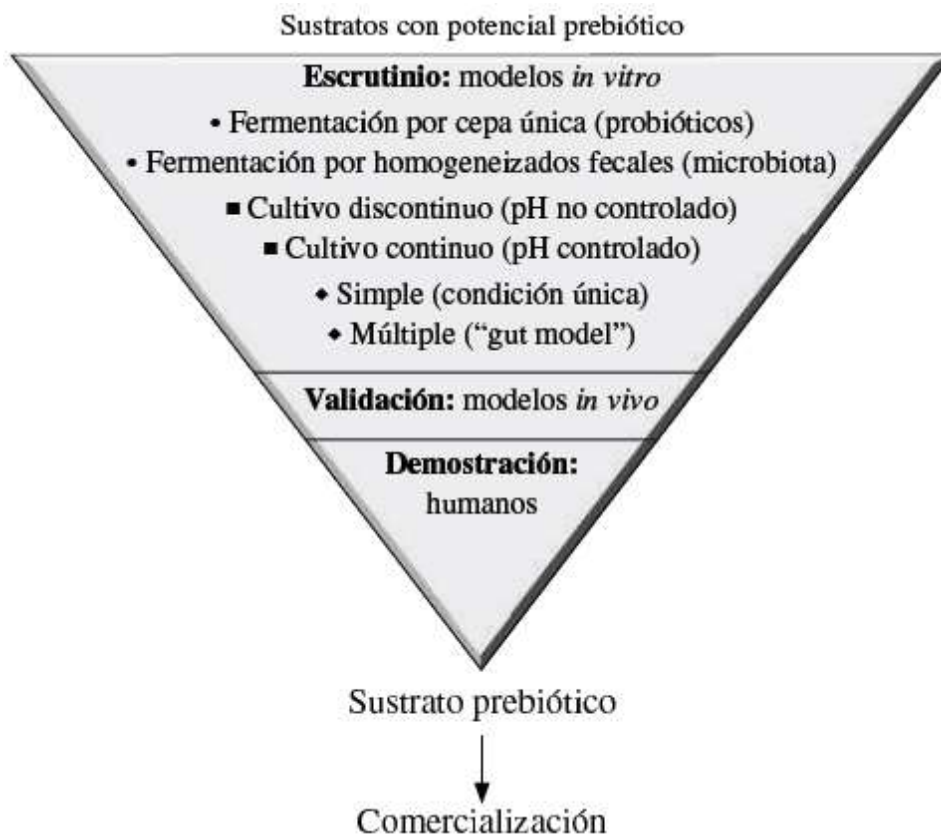 Sustratos con potencial prebiótico
Escrutinio: modelos in vitro
• Fermentación por cepa única (probióticos)
• Fermentación por homogeneizados fecales (microbiota)
■ Cultivo discontinuo (pH no controlado)
■ Cultivo continuo (pH controlado)
◆ Simple (condición única)
◆ Múltiple (“gut model”)
Validación: modelos in vivo
Demostración:
humanos
Sustrato prebiótico
Comercialización